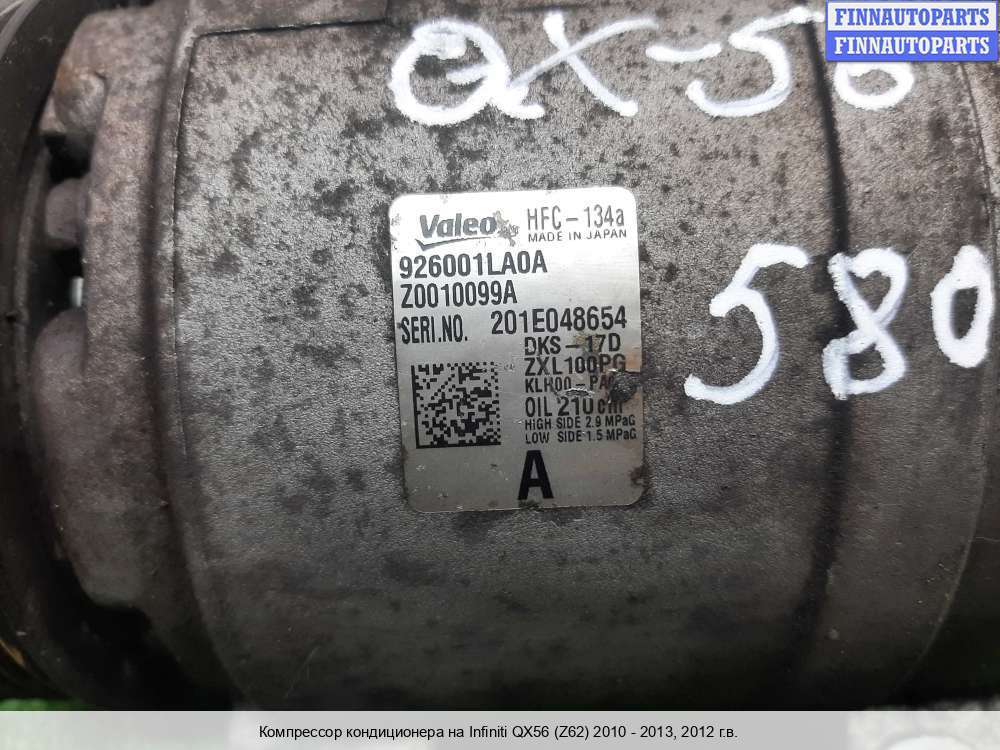 FINNAUTOPARTS
FINNAUTOPARTS
QX-56
580
Valeo HFC-134a
MADE IN JAPAN
926001LA0A
Z0010099A
SERI.NO. 201E048654
DKS-17D
ZXL100PG
OIL 210cm³
HIGH SIDE 2.9 MPaG
LOW SIDE 1.5 MPaG
A
Компрессор кондиционера на Infiniti QX56 (Z62) 2010 - 2013, 2012 г.в.